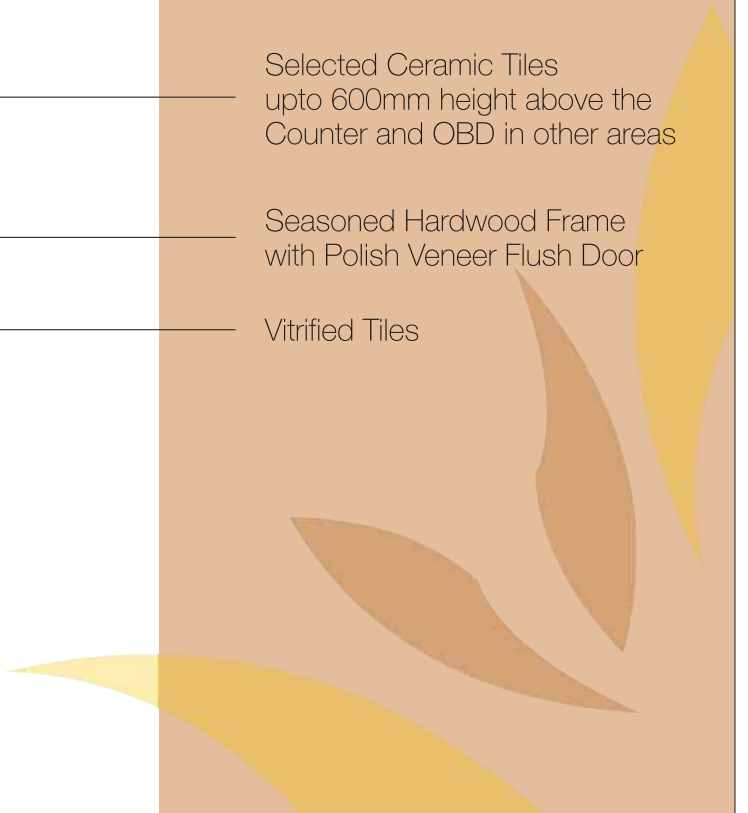 Selected Ceramic Tiles
upto 600mm height above the
Counter and OBD in other areas
Seasoned Hardwood Frame
with Polish Veneer Flush Door
Vitrified Tiles